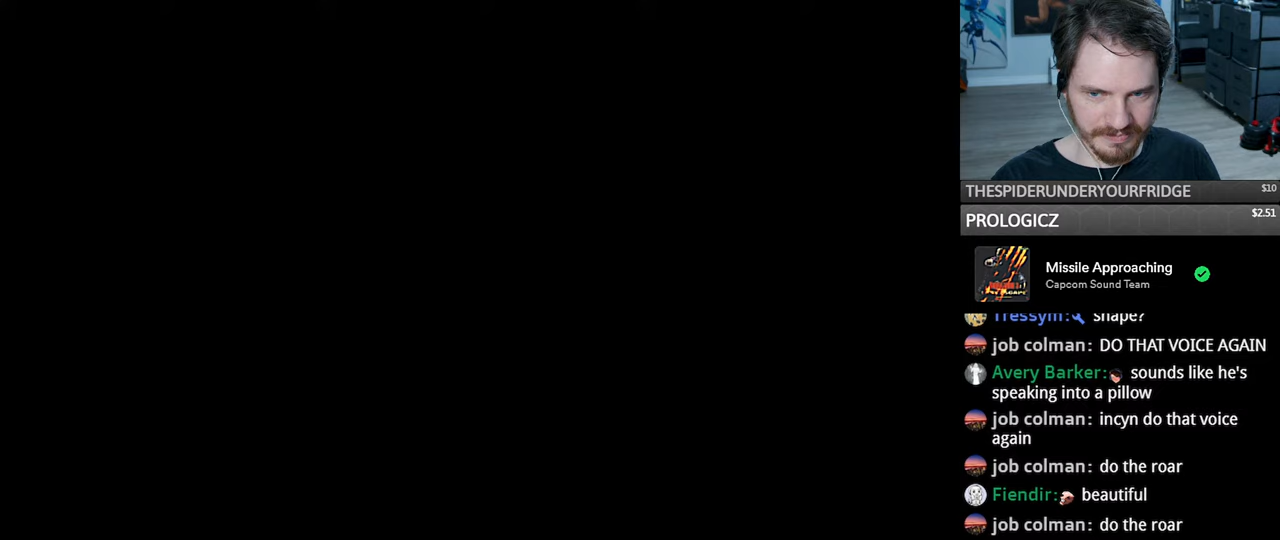 THESPIDERUNDERYOURFRIDGE $10
PROLOGICZ $2.51
Missile Approaching
Capcom Sound Team
Tressym: shape?
job colman: DO THAT VOICE AGAIN
Avery Barker: sounds like he's
speaking into a pillow
job colman: incyn do that voice
again
job colman: do the roar
Fiendir: beautiful
job colman: do the roar